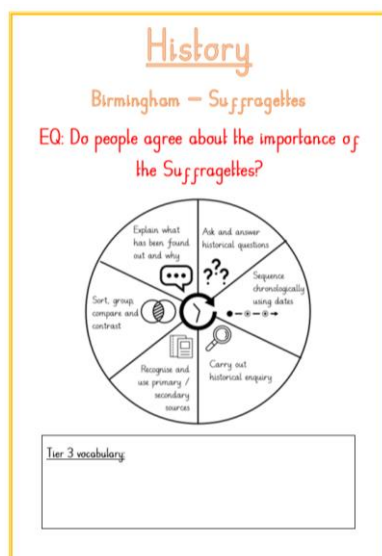 History
Birmingham – Suffragettes
EQ: Do people agree about the importance of
the Suffragettes?
Explain what
has been found
out and why
Ask and answer
historical questions
???
Sequence
chronologically
using dates
Sort, group,
compare and
contrast
Recognise and
use primary /
secondary
sources
Carry out
historical enquiry
Tier 3 vocabulary: